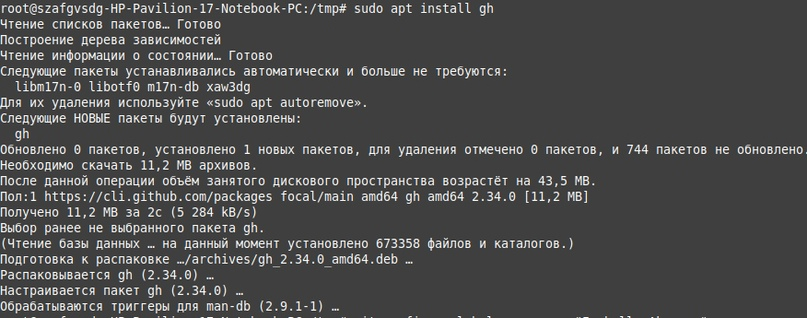 root@szafgvsdg-HP-Pavilion-17-Notebook-PC:/tmp# sudo apt install gh
Чтение списков пакетов… Готово
Построение дерева зависимостей
Чтение информации о состоянии… Готово
Следующие пакеты устанавливались автоматически и больше не требуются:
libm17n-0 libotf0 m17n-db xaw3dg
Для их удаления используйте «sudo apt autoremove».
Следующие НОВЫЕ пакеты будут установлены:
gh
Обновлено 0 пакетов, установлено 1 новых пакетов, для удаления отмечено 0 пакетов, и 744 пакетов не обновлено.
Необходимо скачать 11,2 MB архивов.
После данной операции объём занятого дискового пространства возрастёт на 43,5 MB.
Пол:1 https://cli.github.com/packages focal/main amd64 gh amd64 2.34.0 [11,2 MB]
Получено 11,2 MB за 2с (5 284 kB/s)
Выбор ранее не выбранного пакета gh.
(Чтение базы данных … на данный момент установлено 673358 файлов и каталогов.)
Подготовка к распаковке …/archives/gh_2.34.0_amd64.deb …
Распаковывается gh (2.34.0) …
Настраивается пакет gh (2.34.0) …
Обрабатываются триггеры для man-db (2.9.1-1) …